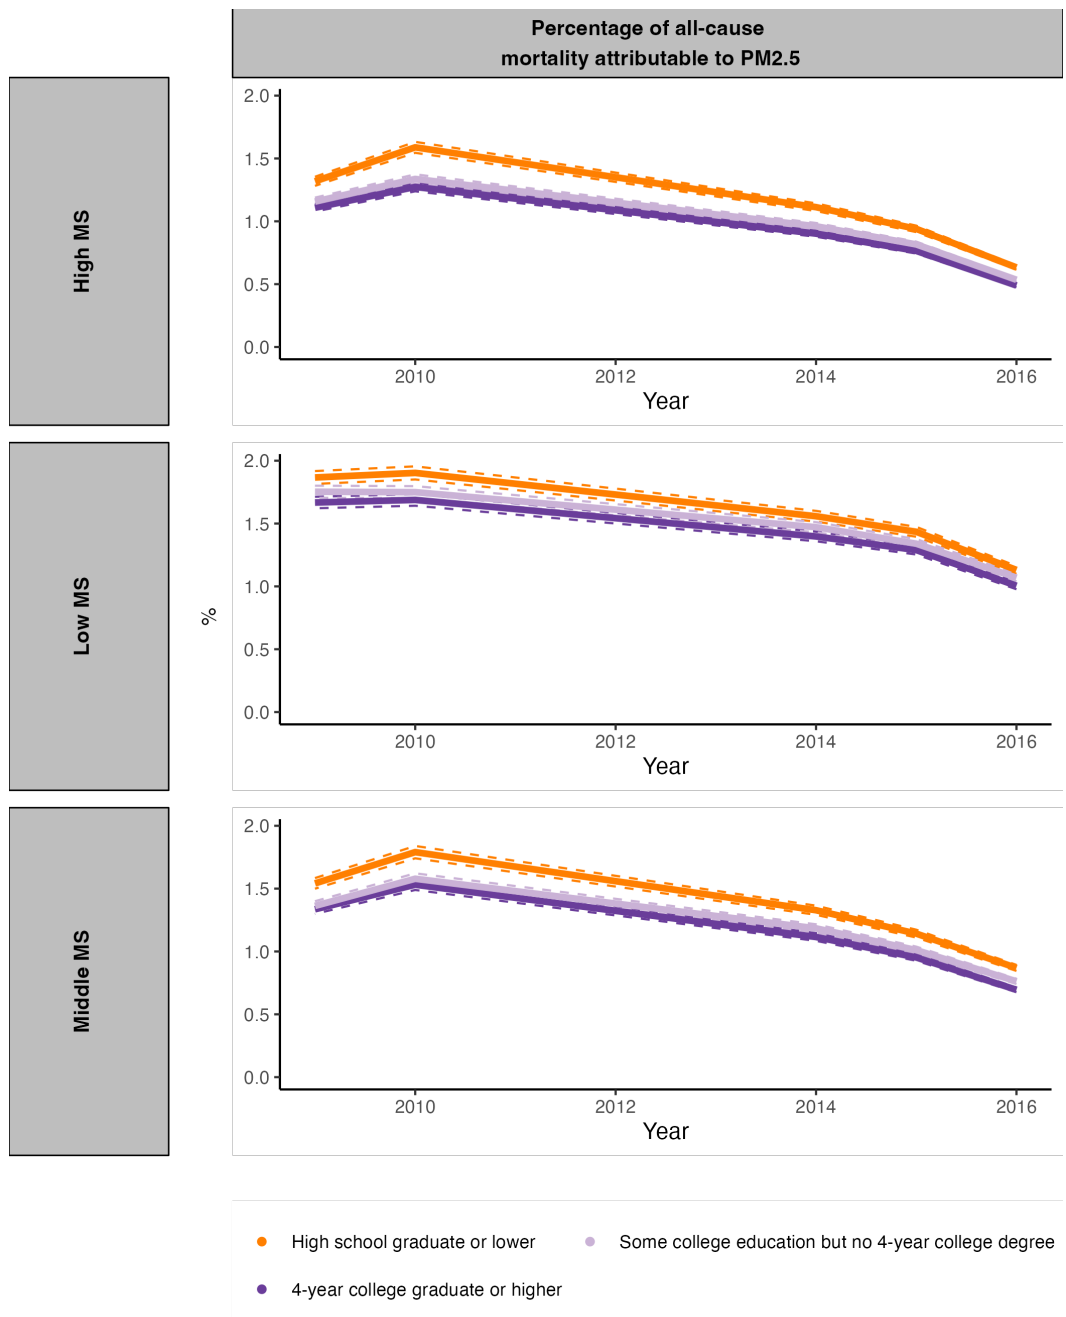 Percentage of all-cause
mortality attributable to PM2.5
High MS
2.0
1.5
1.0
0.5
0.0
2010 2012 2014 2016
Year
Low MS
%
2.0
1.5
1.0
0.5
0.0
2010 2012 2014 2016
Year
Middle MS
2.0
1.5
1.0
0.5
0.0
2010 2012 2014 2016
Year
High school graduate or lower Some college education but no 4-year college degree
4-year college graduate or higher